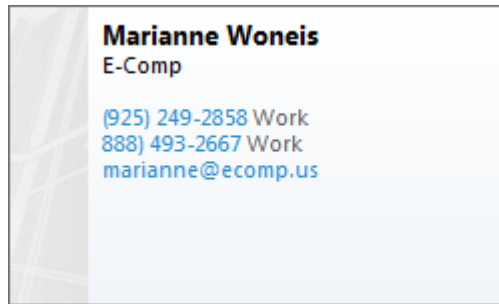 Marianne Woneis
E-Comp
(925) 249-2858 Work
888) 493-2667 Work
marianne@ecomp.us